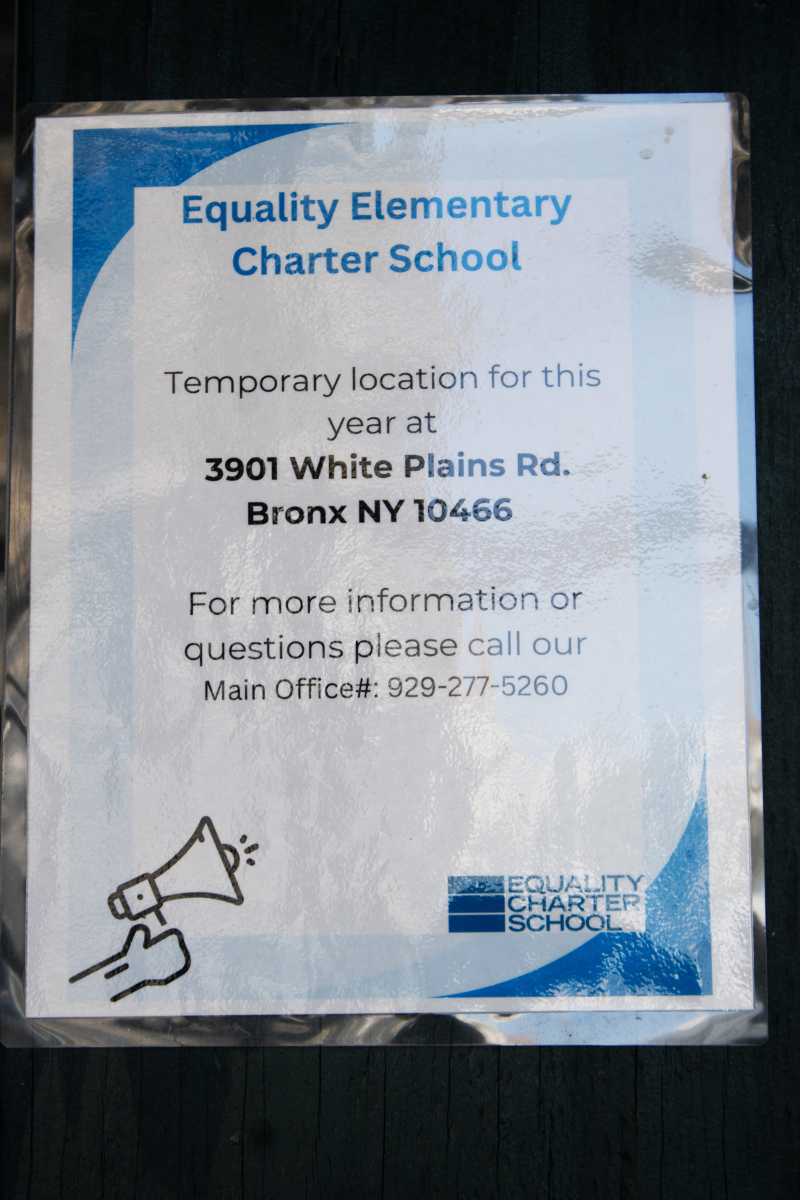 Equality Elementary
Charter School
Temporary location for this
year at
3901 White Plains Rd.
Bronx NY 10466
For more information or
questions please call our
Main Office#: 929-277-5260
EQUALITY
CHARTER
SCHOOL